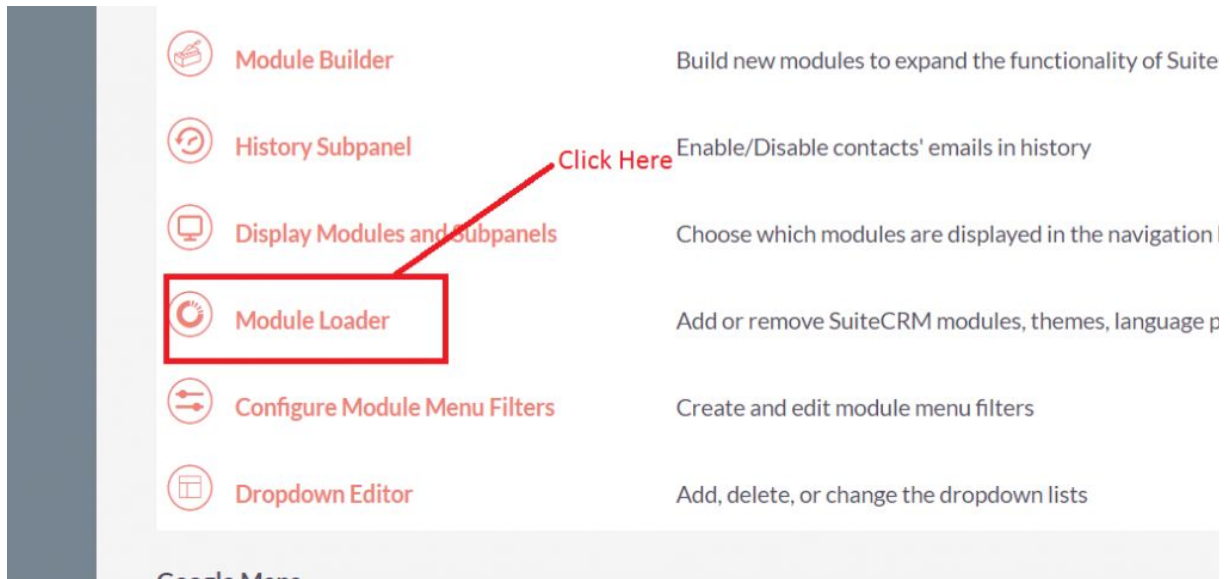 Module Builder Build new modules to expand the functionality of Suite
History Subpanel Enable/Disable contacts' emails in history
Click Here
Display Modules and Subpanels Choose which modules are displayed in the navigation
Module Loader Add or remove SuiteCRM modules, themes, language p
Configure Module Menu Filters Create and edit module menu filters
Dropdown Editor Add, delete, or change the dropdown lists
Google Maps